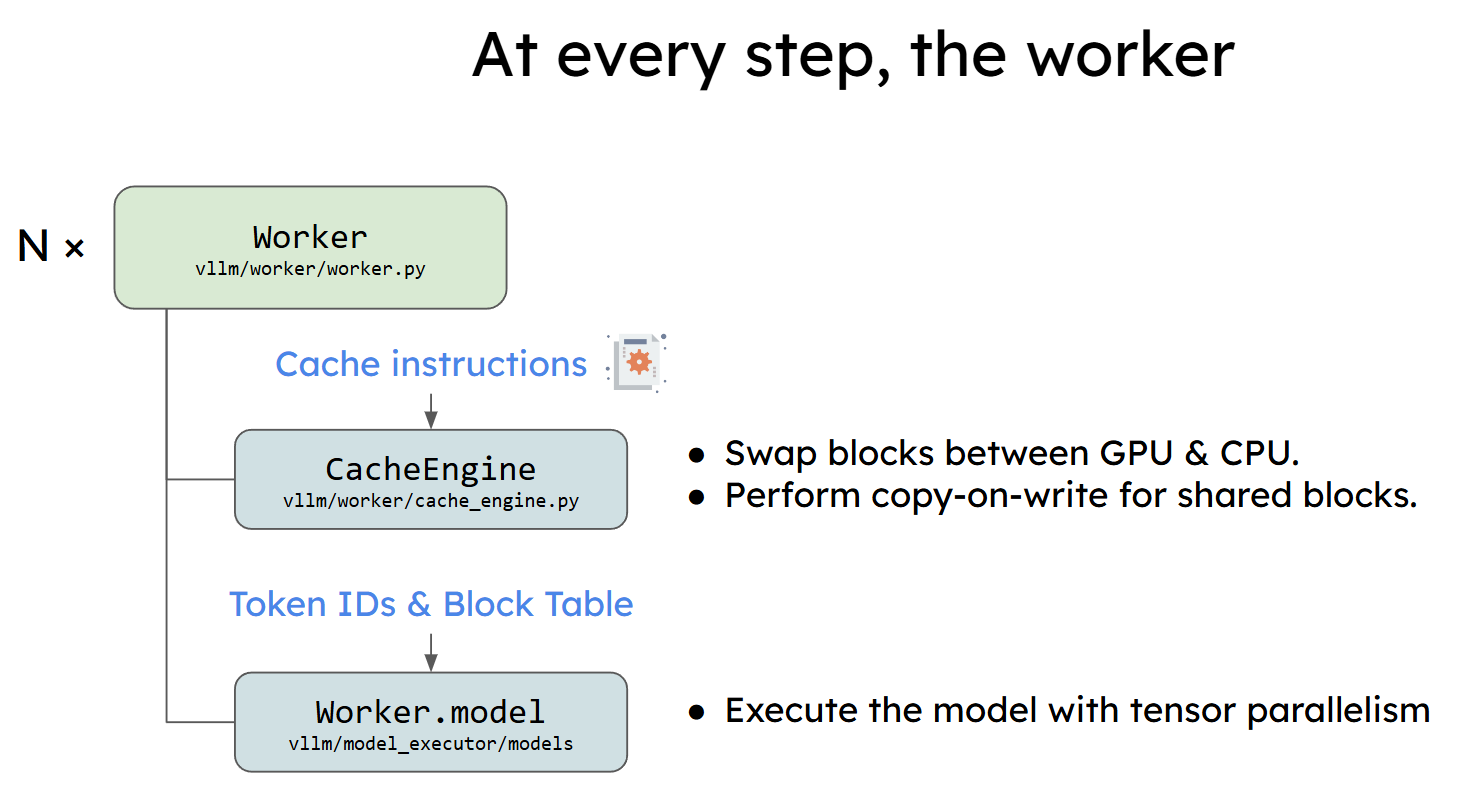 At every step, the worker
N ×
Worker
vllm/worker/worker.py
Cache instructions
CacheEngine
vllm/worker/cache_engine.py
● Swap blocks between GPU & CPU.
● Perform copy-on-write for shared blocks.
Token IDs & Block Table
Worker.model
vllm/model_executor/models
● Execute the model with tensor parallelism